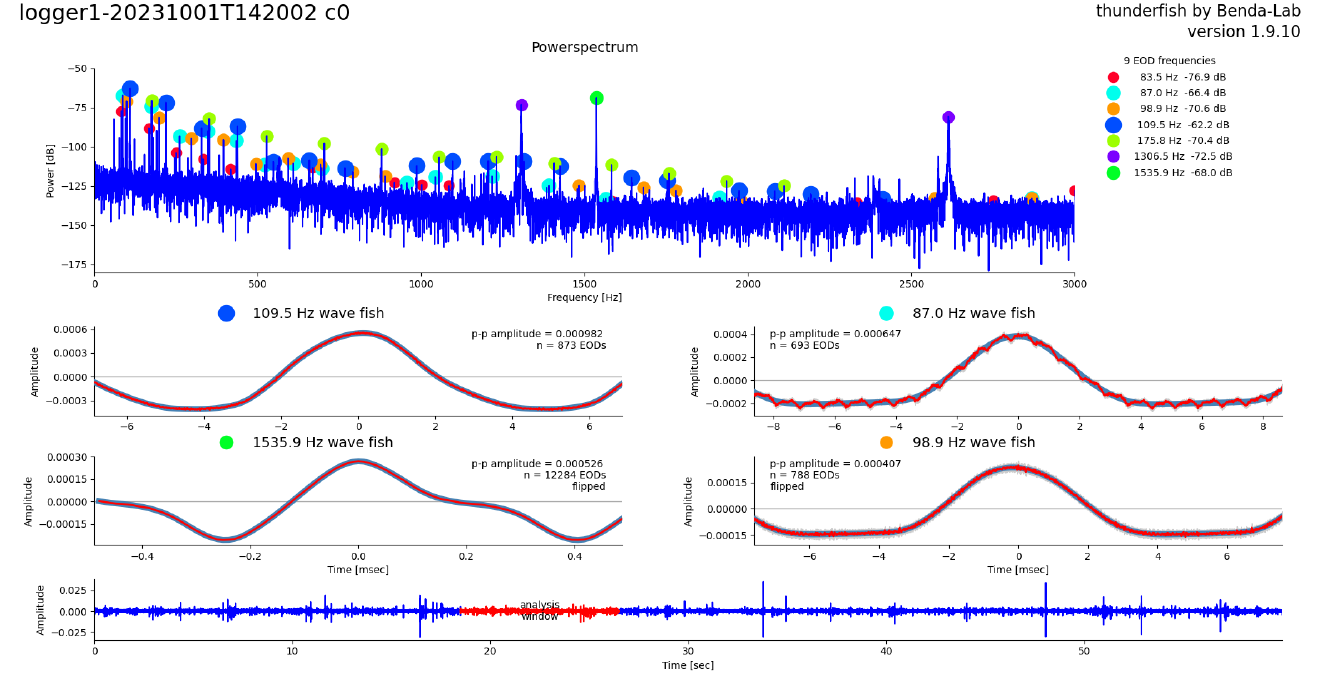 logger1-20231001T142002 c0
thunderfish by Benda-Lab
version 1.9.10
Powerspectrum
9 EOD frequencies
83.5 Hz -76.9 dB
87.0 Hz -66.4 dB
98.9 Hz -70.6 dB
109.5 Hz -62.2 dB
175.8 Hz -70.4 dB
1306.5 Hz -72.5 dB
1535.9 Hz -68.0 dB
Power [dB]
−50
−75
−100
−125
−150
−175
0 500 1000 1500 2000 2500 3000
Frequency [Hz]
109.5 Hz wave fish
p-p amplitude = 0.000982
n = 873 EODs
Amplitude
0.0006
0.0003
0.0000
−0.0003
−6 −4 −2 0 2 4 6
87.0 Hz wave fish
p-p amplitude = 0.000647
n = 693 EODs
Amplitude
0.0004
0.0002
0.0000
−0.0002
−8 −6 −4 −2 0 2 4 6 8
1535.9 Hz wave fish
p-p amplitude = 0.000526
n = 12284 EODs
flipped
Amplitude
0.00030
0.00015
0.00000
−0.00015
−0.4 −0.2 0.0 0.2 0.4
Time [msec]
98.9 Hz wave fish
p-p amplitude = 0.000407
n = 788 EODs
flipped
Amplitude
0.00015
0.00000
−0.00015
−6 −4 −2 0 2 4 6
Time [msec]
Amplitude
0.025
0.000
−0.025
analysis
window
0 10 20 30 40 50
Time [sec]